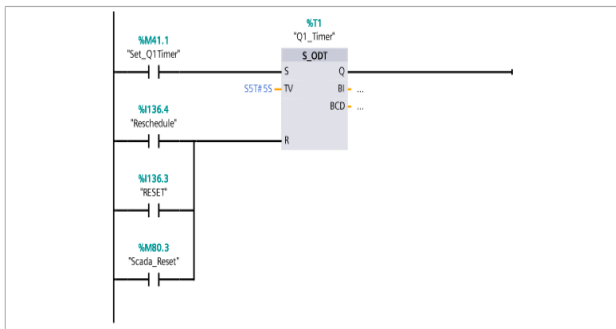 %M41.1
"Set_Q1Timer"
%T1
"Q1_Timer"
S_ODT
S Q
S5T#5S TV BI ...
BCD ...
%I136.4
"Reschedule"
R
%I136.3
"RESET"
%M80.3
"Scada_Reset"